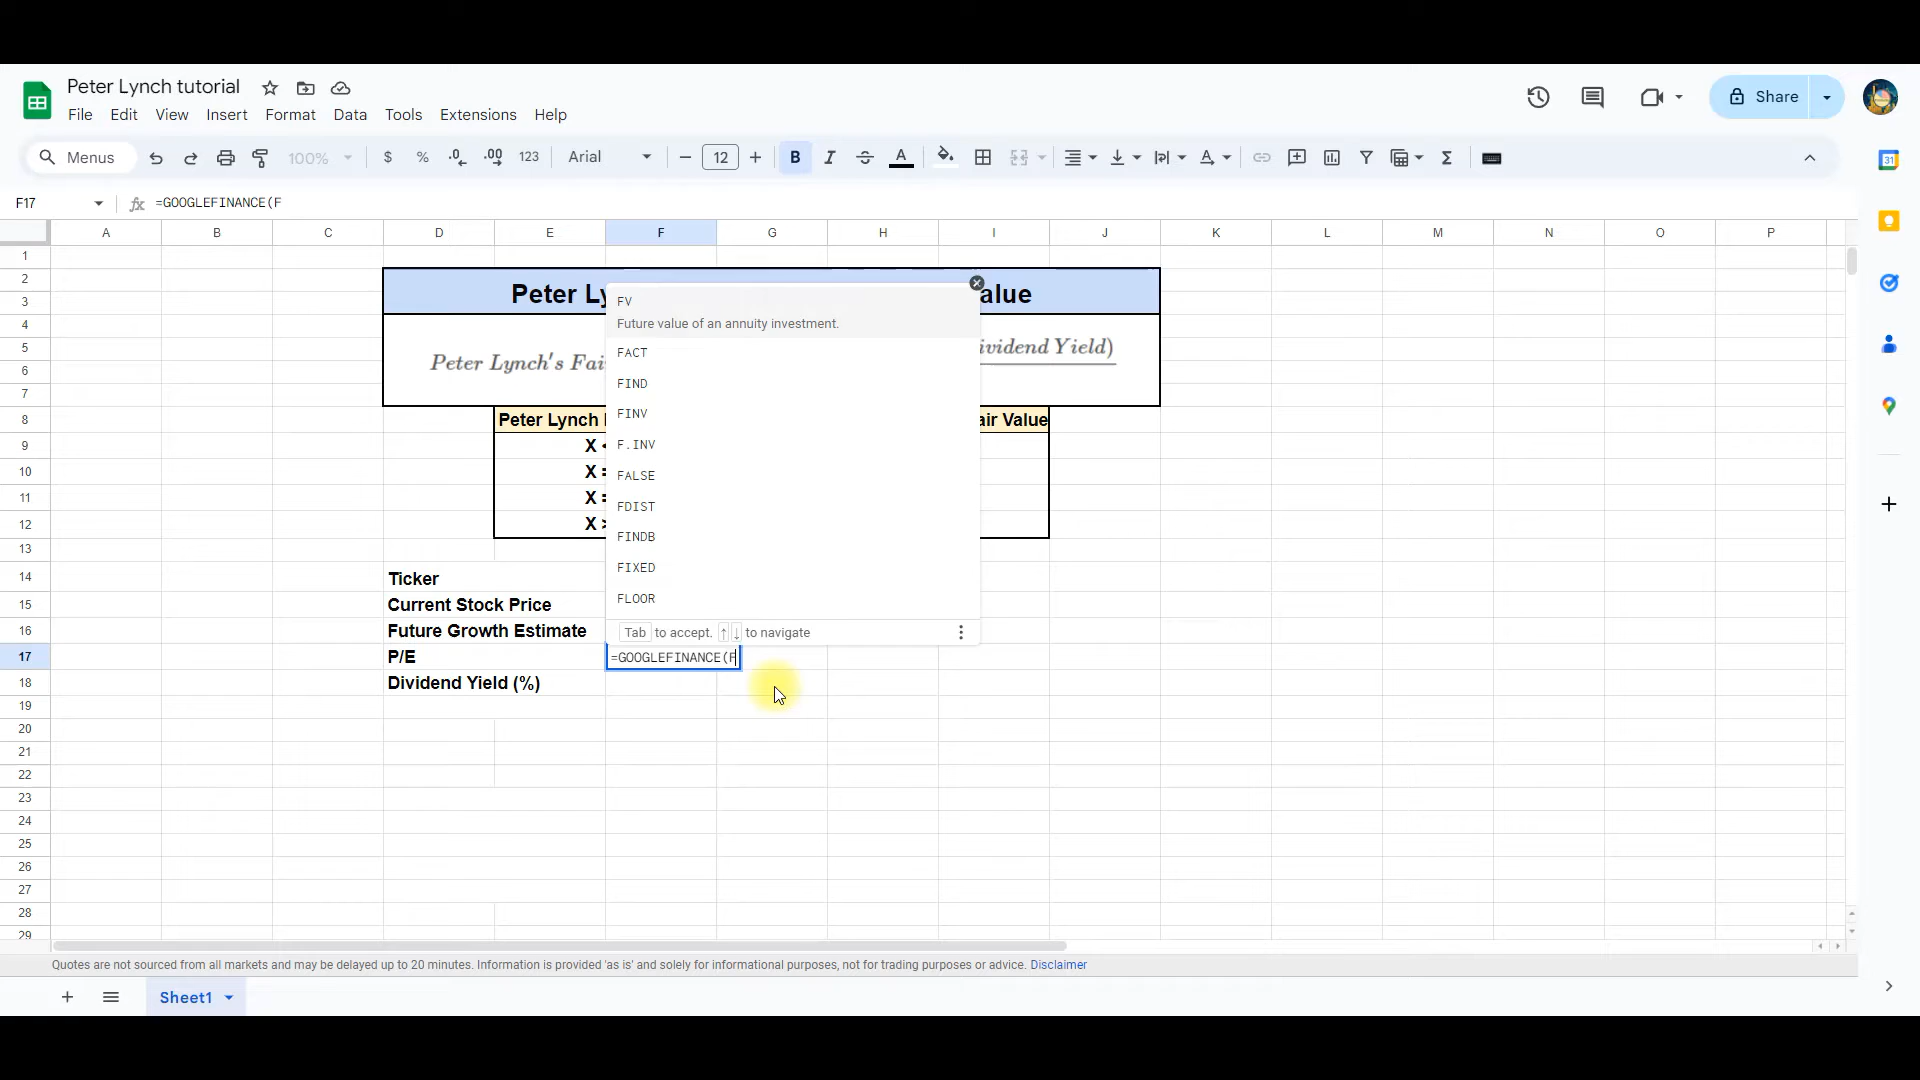 Peter Lynch tutorial
File Edit View Insert Format Data Tools Extensions Help
Share
Menus 100% $ % .0 .00 123 Arial 12 B I A
F17 fx =GOOGLEFINANCE(F
A B C D E F G H I J K L M N O P
1
2
3 Peter Ly alue
4
5 Peter Lynch's Fai ividend Yield)
6
7
8 Peter Lynch air Value
9 X <
10 X =
11 X =
12 X >
13
FV
Future value of an annuity investment.
FACT
FIND
FINV
F.INV
FALSE
FDIST
FINDB
FIXED
FLOOR
Tab to accept. ↑ ↓ to navigate
14 Ticker
15 Current Stock Price
16 Future Growth Estimate
17 P/E =GOOGLEFINANCE(F
18 Dividend Yield (%)
19
20
21
22
23
24
25
26
27
28
29
Quotes are not sourced from all markets and may be delayed up to 20 minutes. Information is provided 'as is' and solely for informational purposes, not for trading purposes or advice. Disclaimer
Sheet1
31